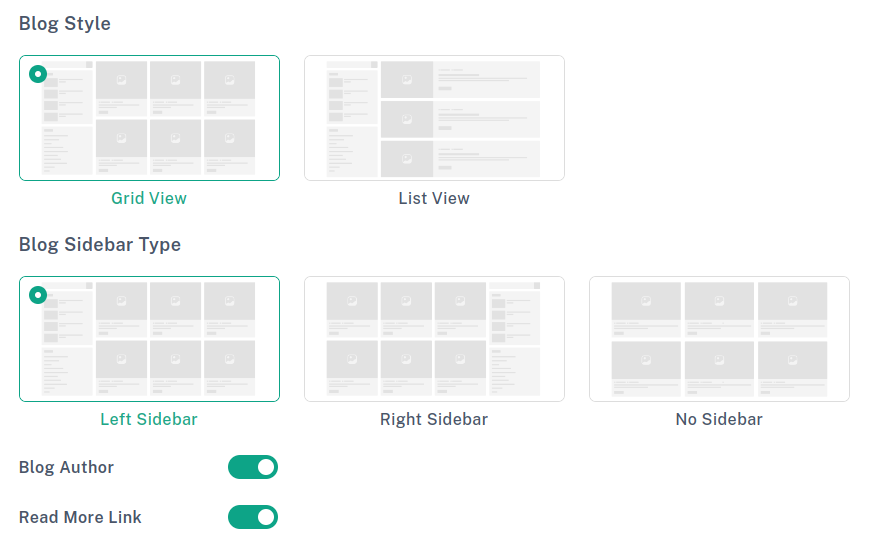 Blog Style
Grid View
List View
Blog Sidebar Type
Left Sidebar
Right Sidebar
No Sidebar
Blog Author
Read More Link